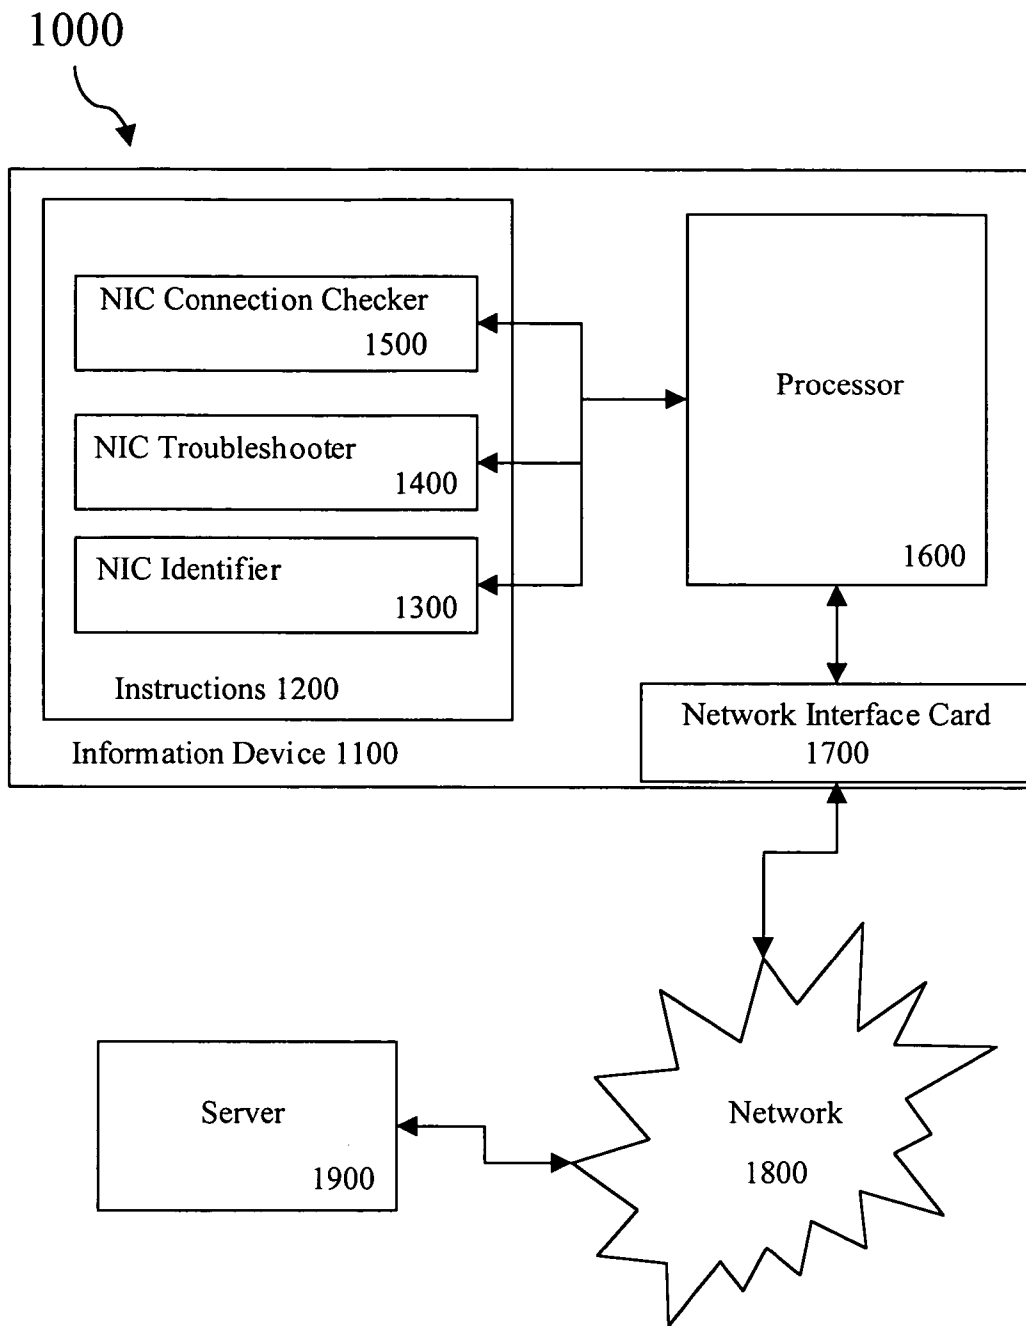 1000
NIC Connection Checker
1500
Processor
NIC Troubleshooter
1400
1600
NIC Identifier
1300
Instructions 1200
Network Interface Card
1700
Information Device 1100
Server
1900
Network
1800